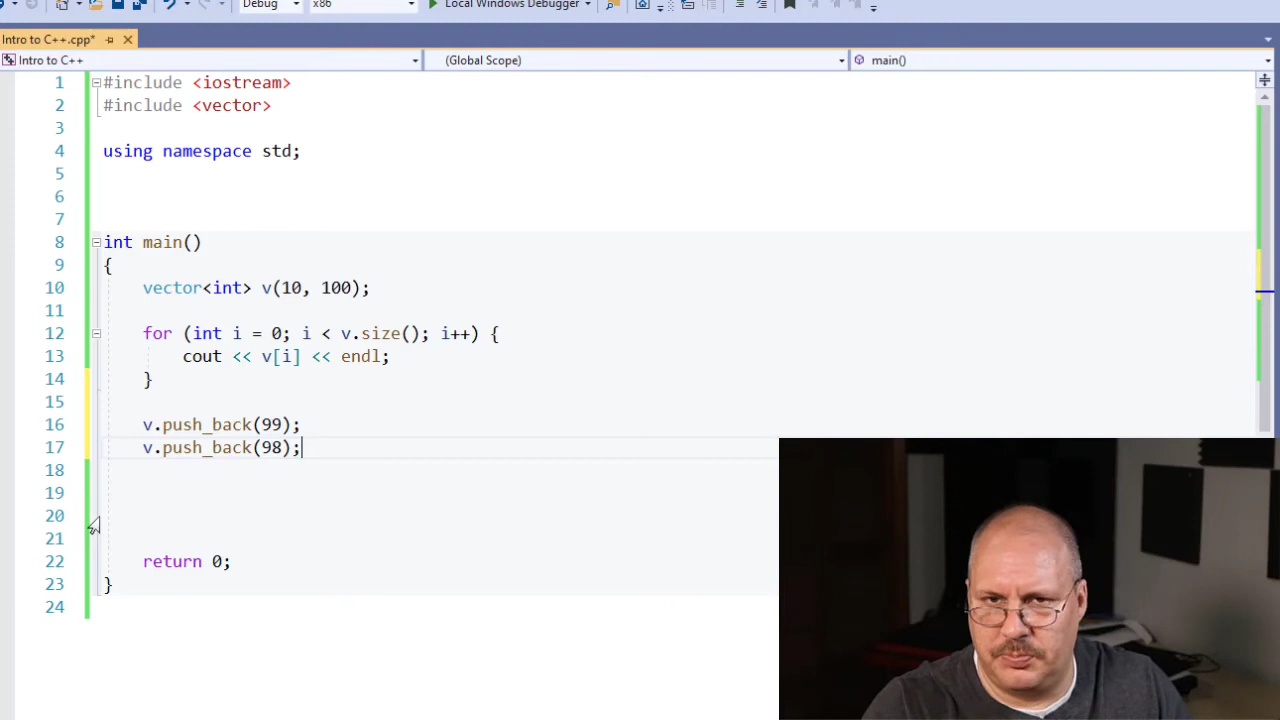 Debug x86 Local Windows Debugger
Intro to C++.cpp*
Intro to C++ (Global Scope) main()
1 #include <iostream>
2 #include <vector>
3
4 using namespace std;
5
6
7
8 int main()
9 {
10 vector<int> v(10, 100);
11
12 for (int i = 0; i < v.size(); i++) {
13 cout << v[i] << endl;
14 }
15
16 v.push_back(99);
17 v.push_back(98);
18
19
20
21
22 return 0;
23 }
24